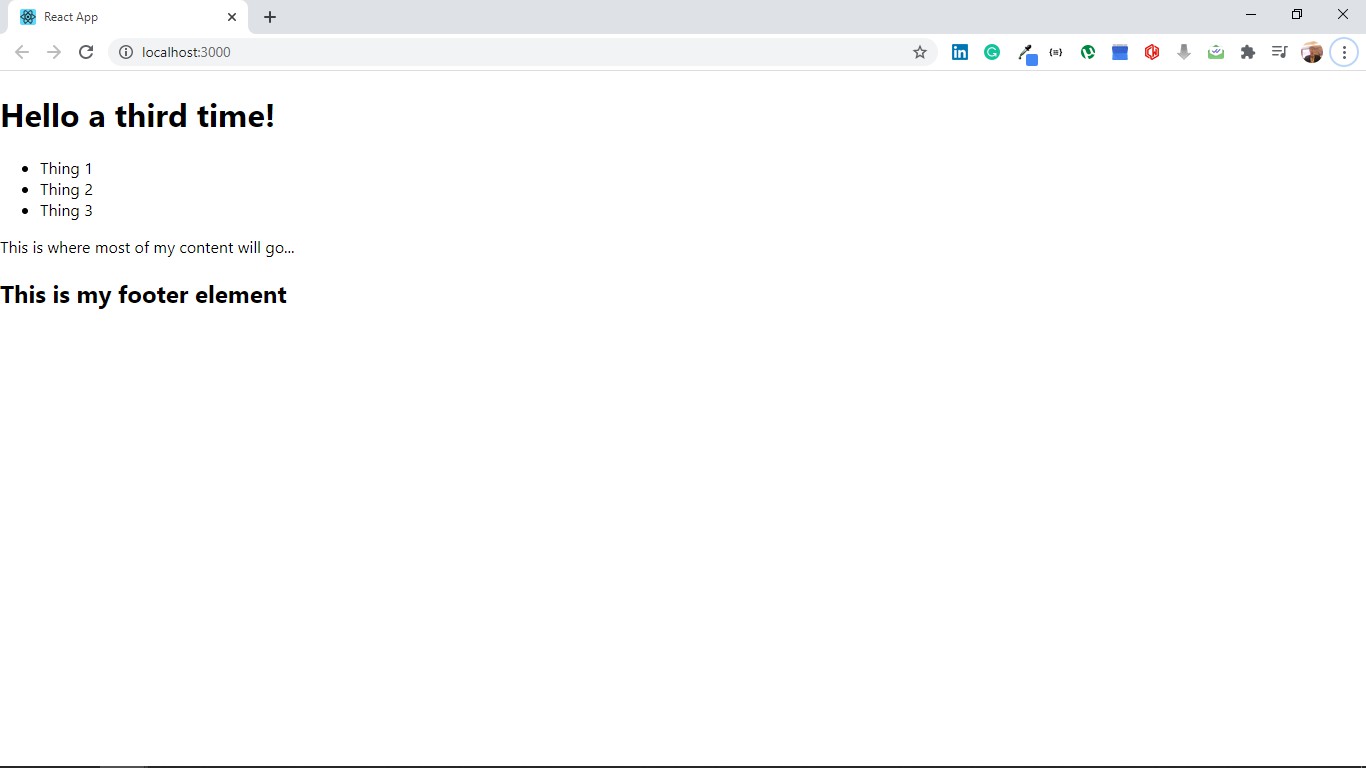 React App
localhost:3000
Hello a third time!
Thing 1
Thing 2
Thing 3
This is where most of my content will go...
This is my footer element